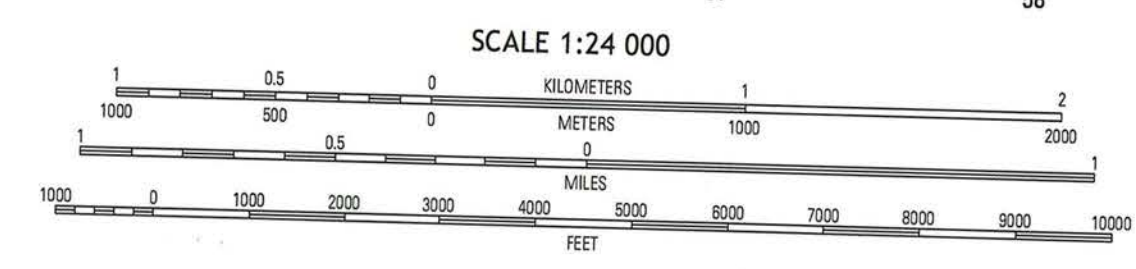 58
SCALE 1:24 000
1 0.5 0 KILOMETERS 1 2
1000 500 0 METERS 1000 2000
1 0.5 0 1
MILES
1000 0 1000 2000 3000 4000 5000 6000 7000 8000 9000 10000
FEET